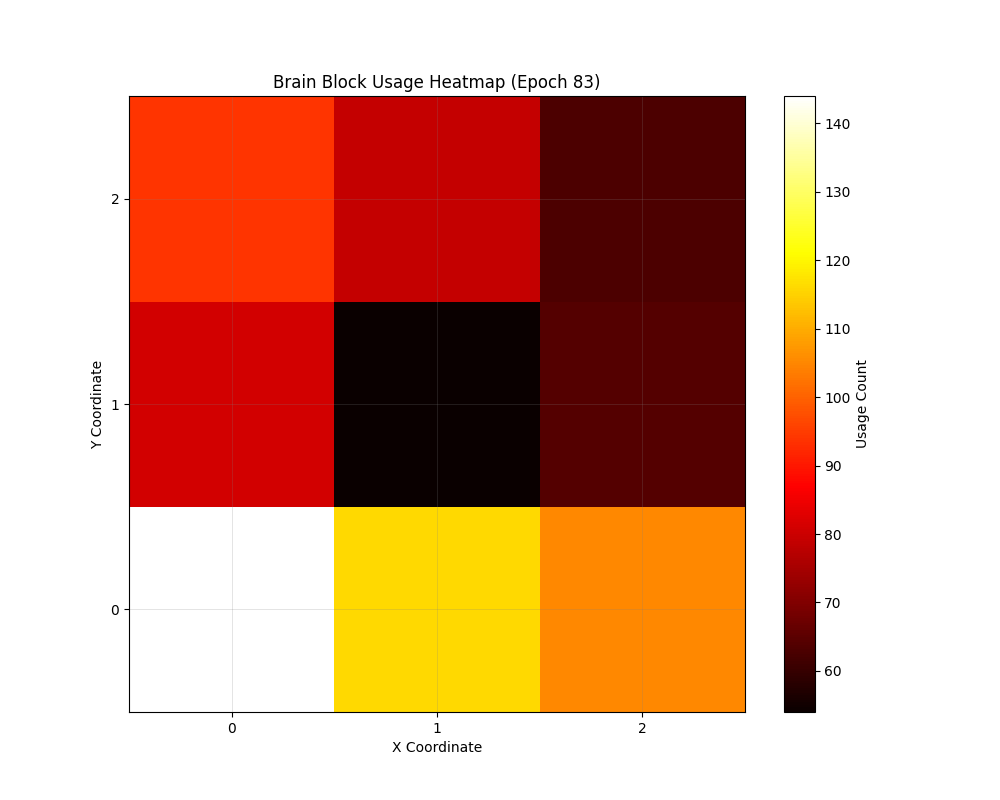 Brain Block Usage Heatmap (Epoch 83)
2
1
0
Y Coordinate
0 1 2
X Coordinate
140
130
120
110
100
90
80
70
60
Usage Count